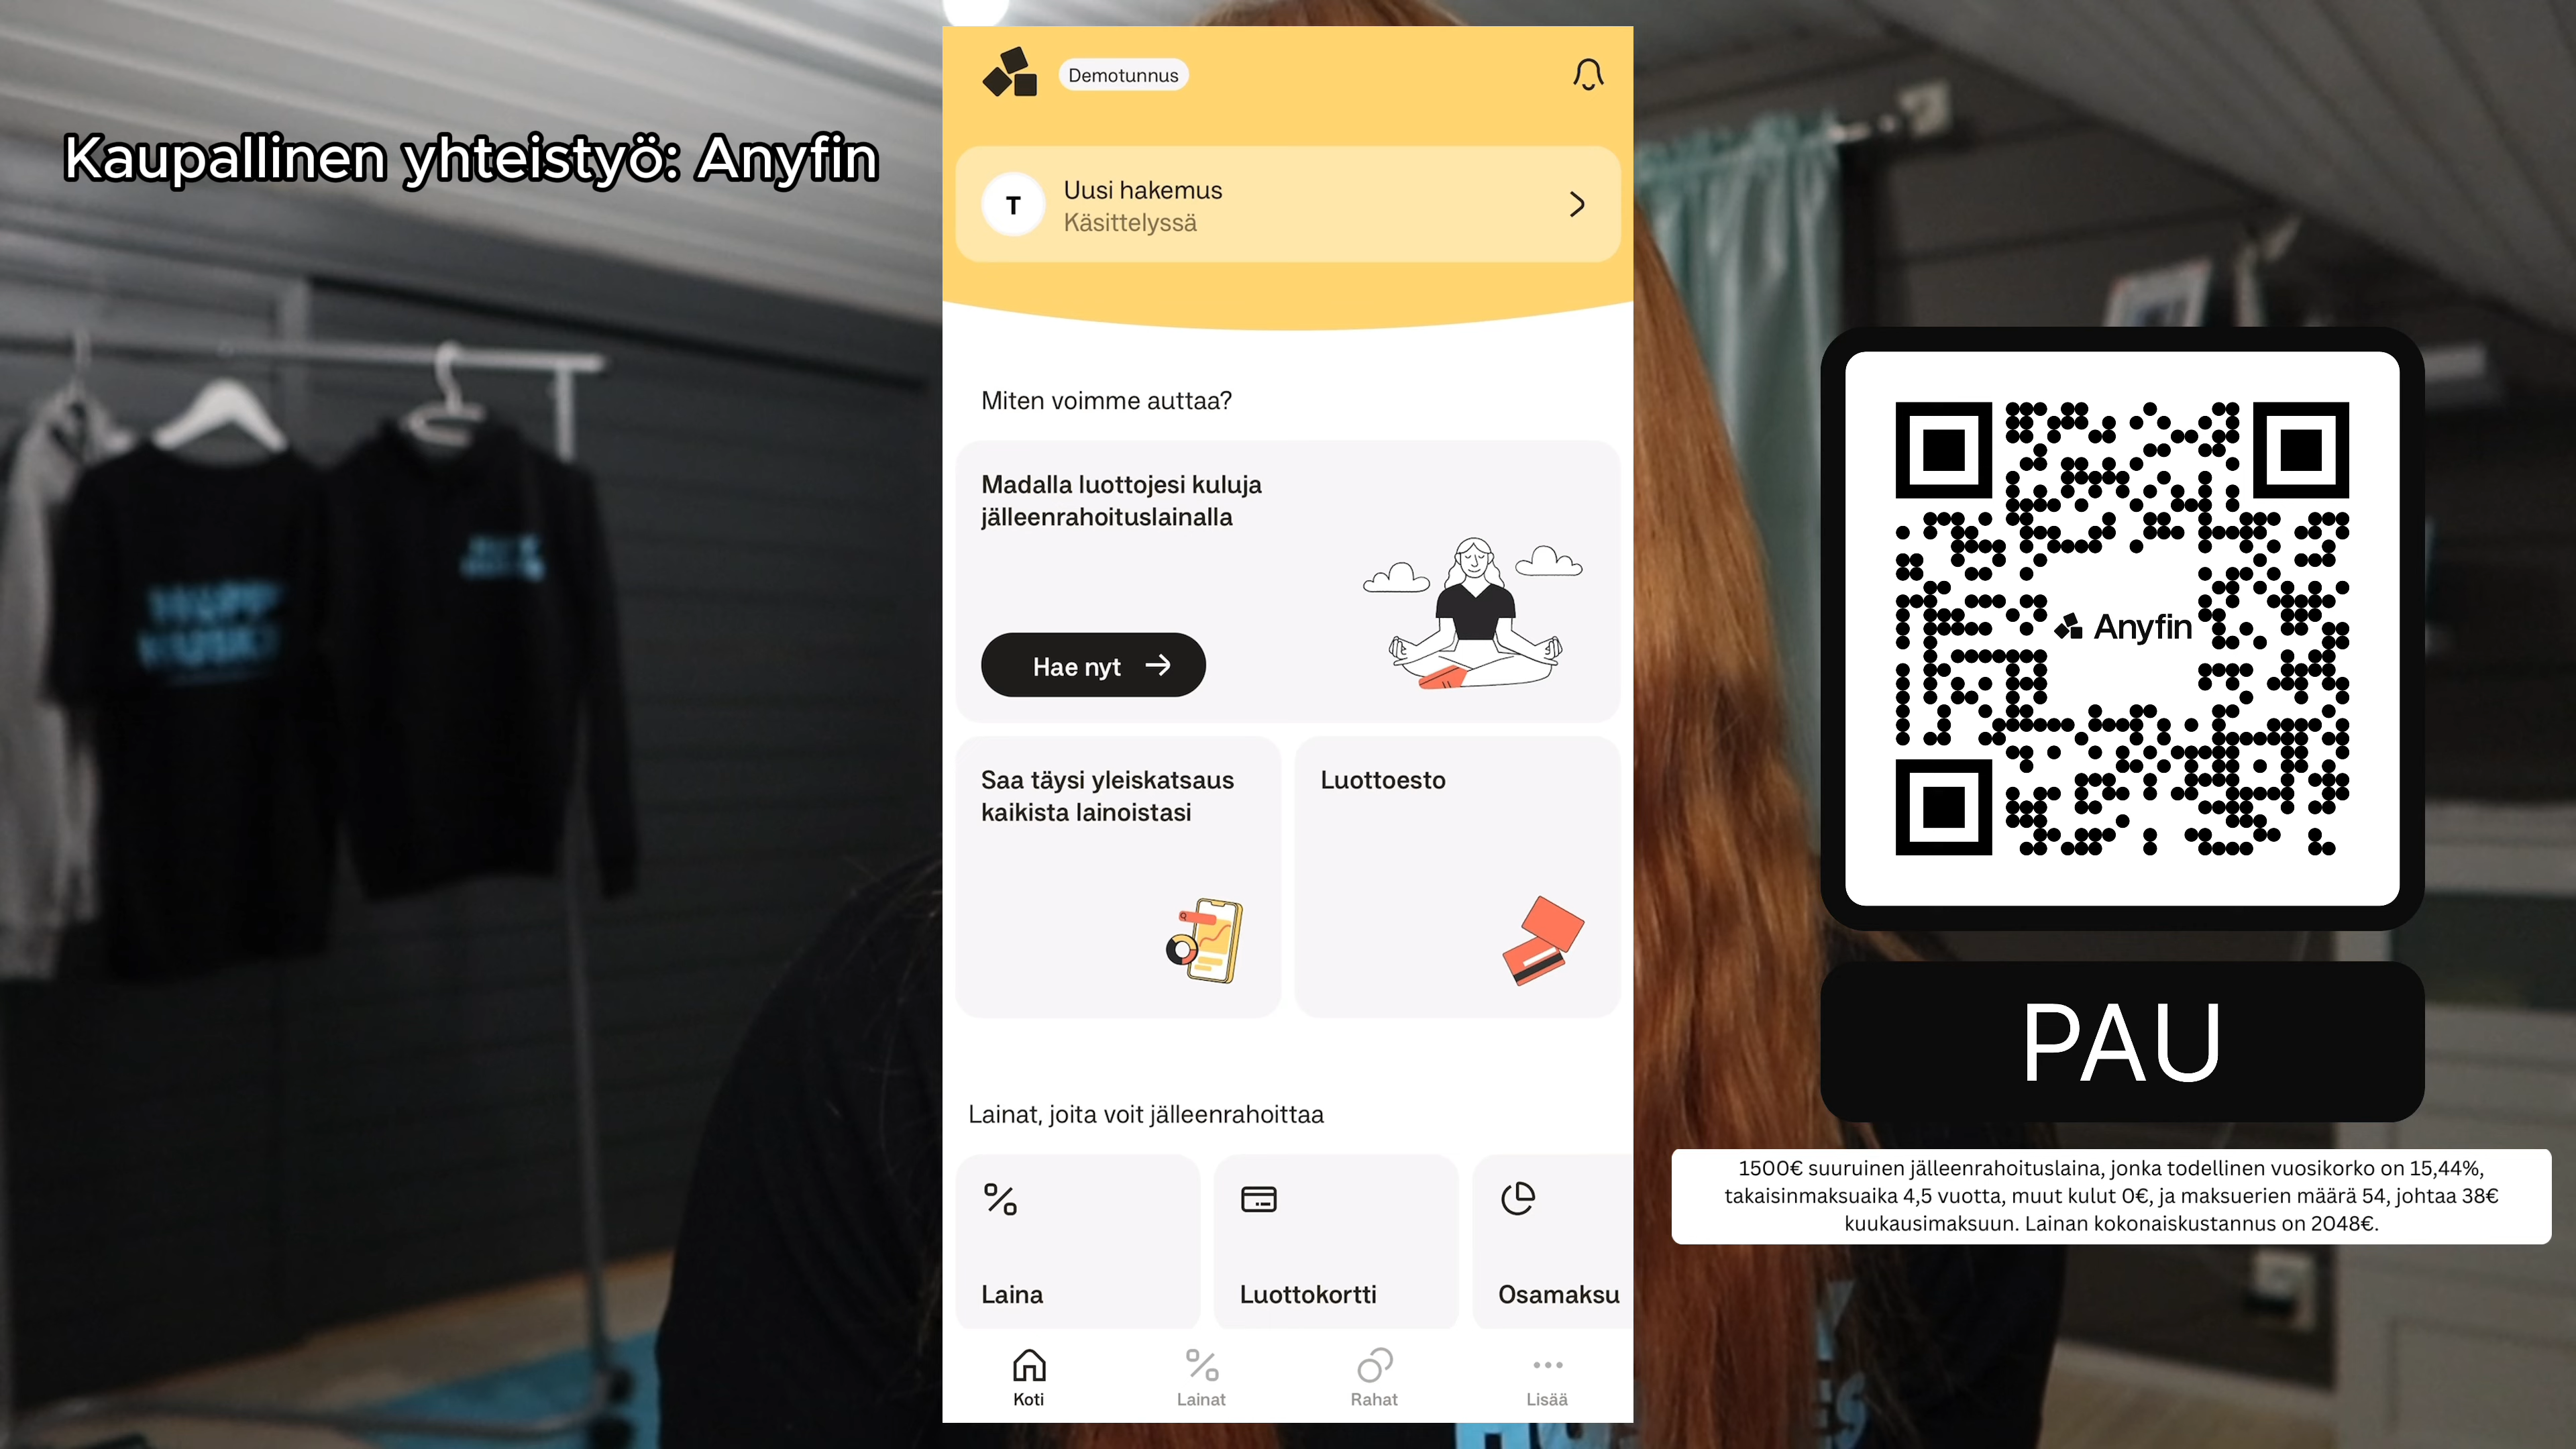 Kaupallinen yhteistyö: Anyfin
Demotunnus
T
Uusi hakemus
Käsittelyssä
Miten voimme auttaa?
Madalla luottojesi kuluja
jälleenrahoituslainalla
Hae nyt
Saa täysi yleiskatsaus
kaikista lainoistasi
Luottoesto
Lainat, joita voit jälleenrahoittaa
Laina
Luottokortti
Osamaksu
Koti
Lainat
Rahat
Lisää
Anyfin
PAU
1500€ suuruinen jälleenrahoituslaina, jonka todellinen vuosikorko on 15,44%,
takaisinmaksuaika 4,5 vuotta, muut kulut 0€, ja maksuerien määrä 54, johtaa 38€
kuukausimaksuun. Lainan kokonaiskustannus on 2048€.